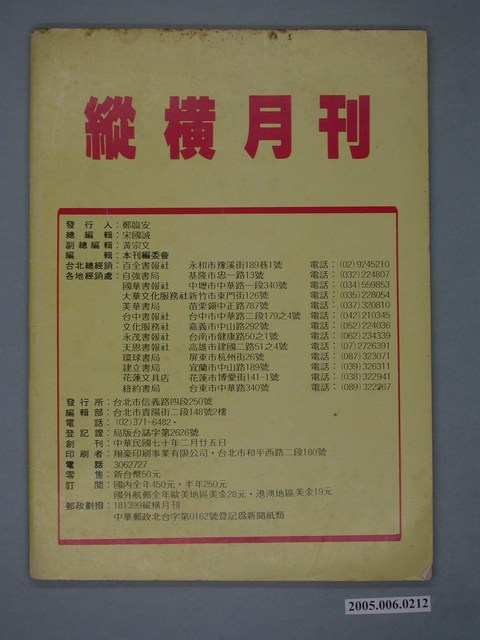 縱橫月刊
發行人：鄭臨安
總編輯：宋國誠
副總編輯：黃宗文
編輯：本刊編委會
台北總經銷：百全書報社 永和市豫溪街189巷1號 電話：(02)9245210
各地經銷處：自強書局 基隆市忠一路13號 電話：(032)224807
國華書報社 中壢市中華路一段340號 電話：(034)559853
大華文化服務社 新竹市東門街126號 電話：(035)228054
芙華書局 苗栗鎮中正路787號 電話：(037)320810
台中書報社 台中市中華路二段179之4號 電話：(042)210345
文化服務社 嘉義市中山路292號 電話：(052)224036
永茂書報社 台南市健康路50之1號 電話：(062)234339
天恩書報社 高雄市建國二路51之4號 電話：(07)2726391
環球書局 屏東市杭州街26號 電話：(087)323071
建立書局 宜蘭市中山路189號 電話：(039)326311
花蓮文具店 花蓮市博愛街141-1號 電話：(038)322941
紐約書局 台東市中華路340號 電話：(089)322267
發行所：台北市信義路四段250號
編輯部：台北市青陽街二段148號2樓
電話：(02)371-6482·
登記證：局版台誌字第2626號
創刊：中華民國七十年二月廿五日
印刷者：翔豪印刷事業有限公司·台北市和平西路二段180號
電話 3062727
零售：新台幣50元
訂閱：國內全年450元·半年250元
國外航郵全年歐美地區美金28元·港澳地區美金19元
郵政劃撥：181399縱橫月刊
中華郵政北台字第0162號登記為新聞紙類
2005.006.0212